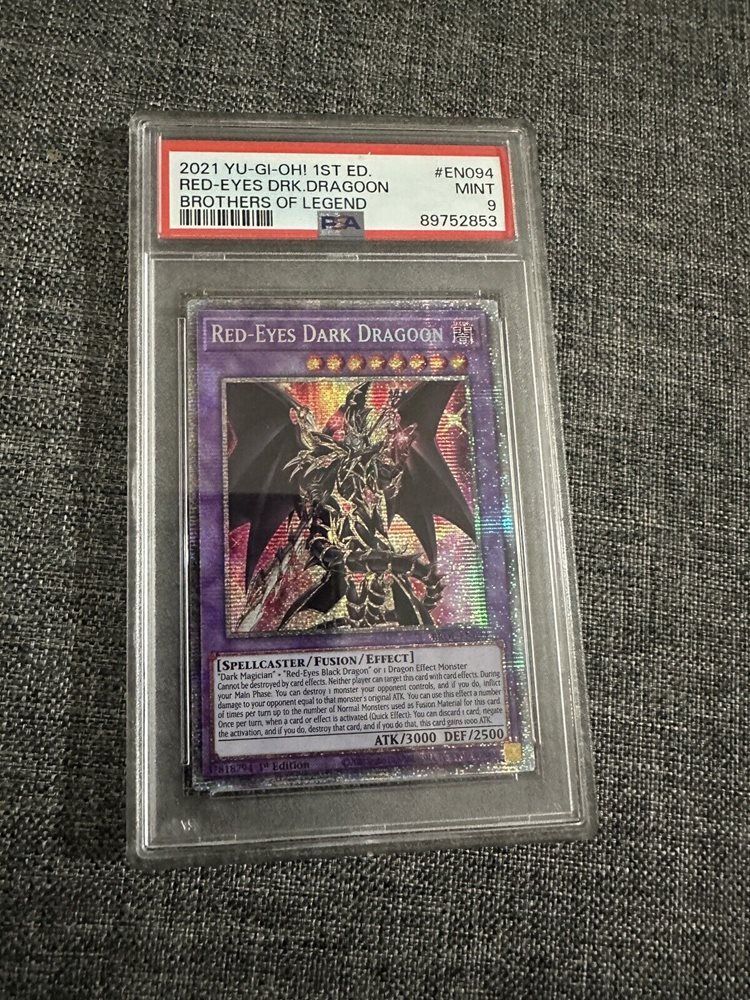 2021 YU-GI-OH! 1ST ED. #EN094
RED-EYES DRK.DRAGOON MINT
BROTHERS OF LEGEND 9
PSA 89752853
RED-EYES DARK DRAGOON 闇
[SPELLCASTER/FUSION/EFFECT]
"Dark Magician" + "Red-Eyes Black Dragon" or 1 Dragon Effect Monster
Cannot be destroyed by card effects. Neither player can target this card with card effects. During
your Main Phase: You can destroy 1 monster your opponent controls, and if you do, inflict
damage to your opponent equal to that monster's original ATK. You can use this effect a number
of times per turn up to the number of Normal Monsters used as Fusion Material for this card.
Once per turn, when a card or effect is activated (Quick Effect): You can discard 1 card; negate
the activation, and if you do, destroy that card, and if you do that, this card gains 1000 ATK.
ATK/3000 DEF/2500
1st Edition